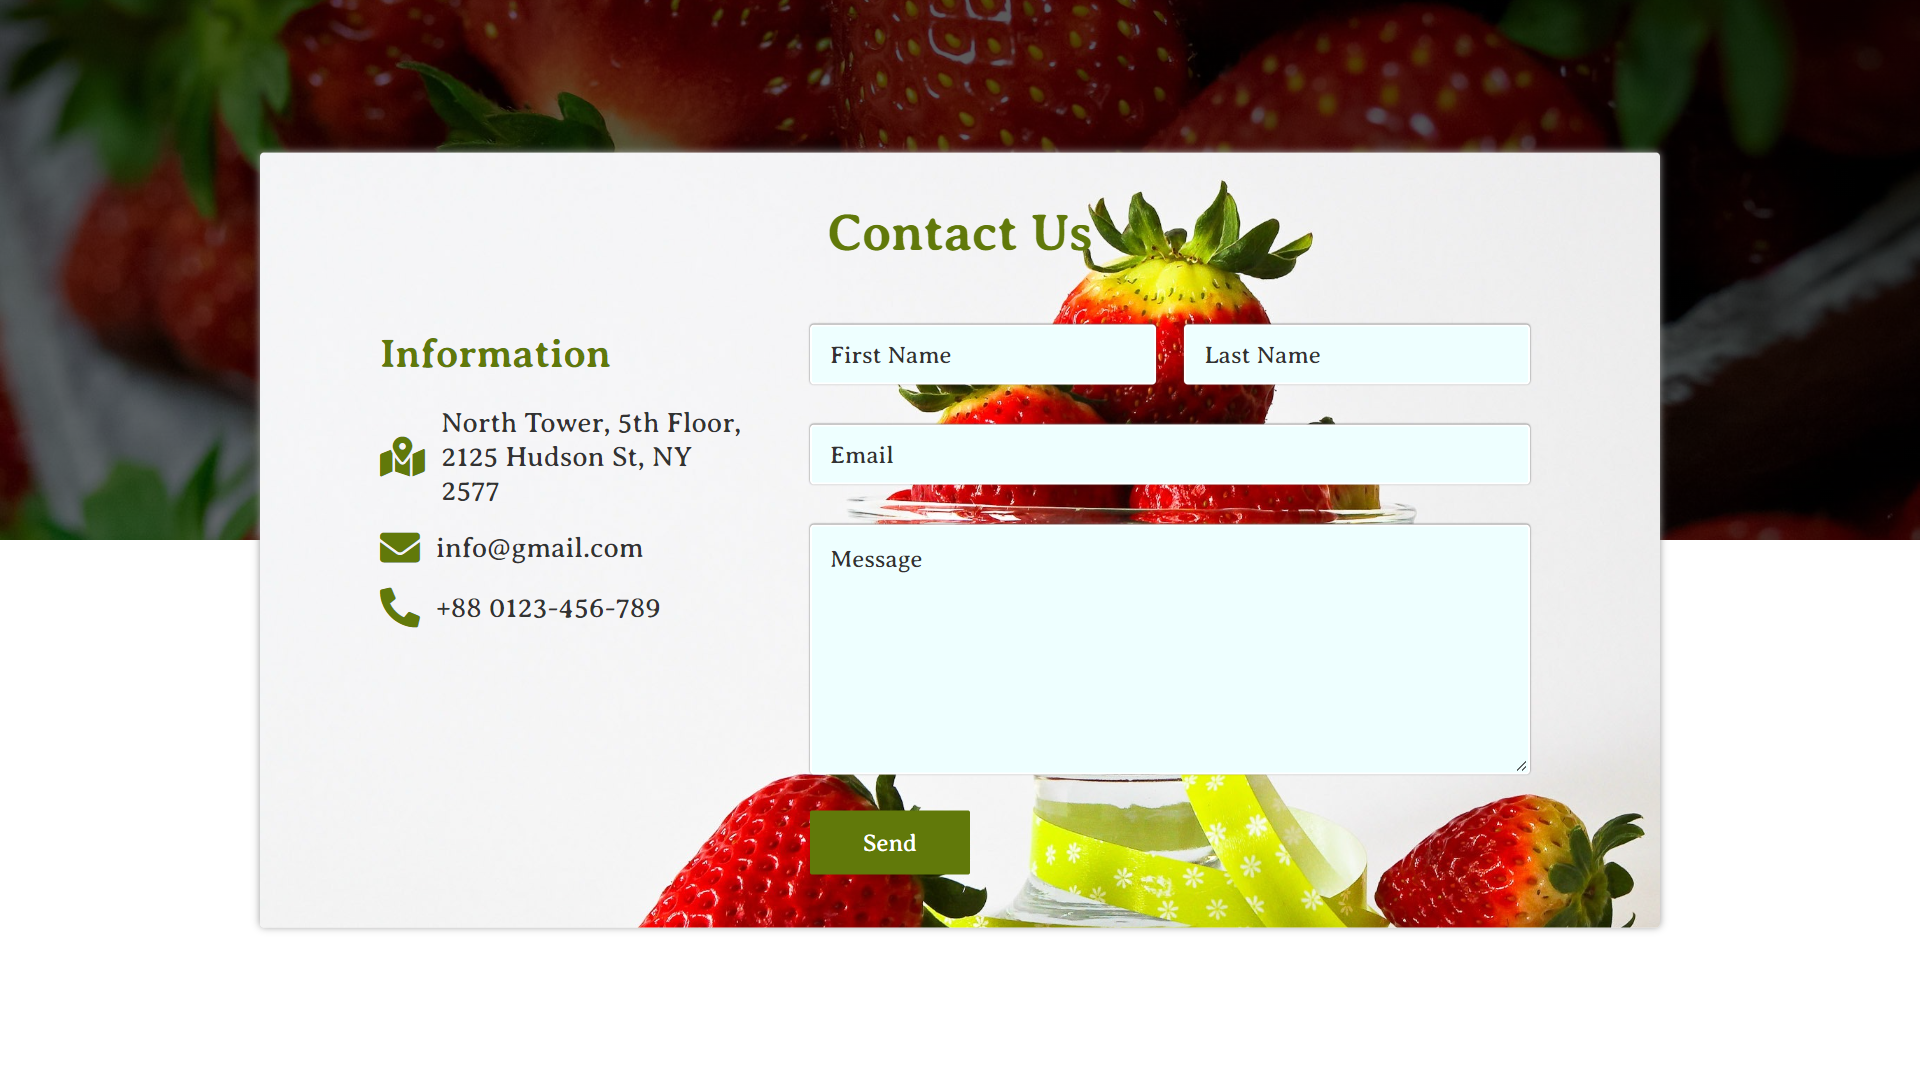 Contact Us
Information
North Tower, 5th Floor,
2125 Hudson St, NY
2577
info@gmail.com
+88 0123-456-789
First Name
Last Name
Email
Message
Send